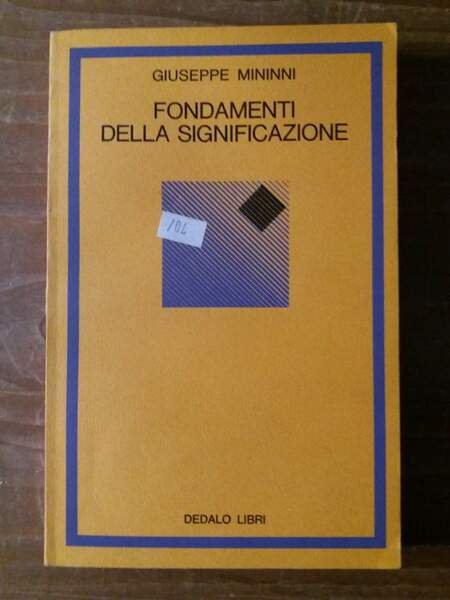 GIUSEPPE MININNI
FONDAMENTI
DELLA SIGNIFICAZIONE
DEDALO LIBRI